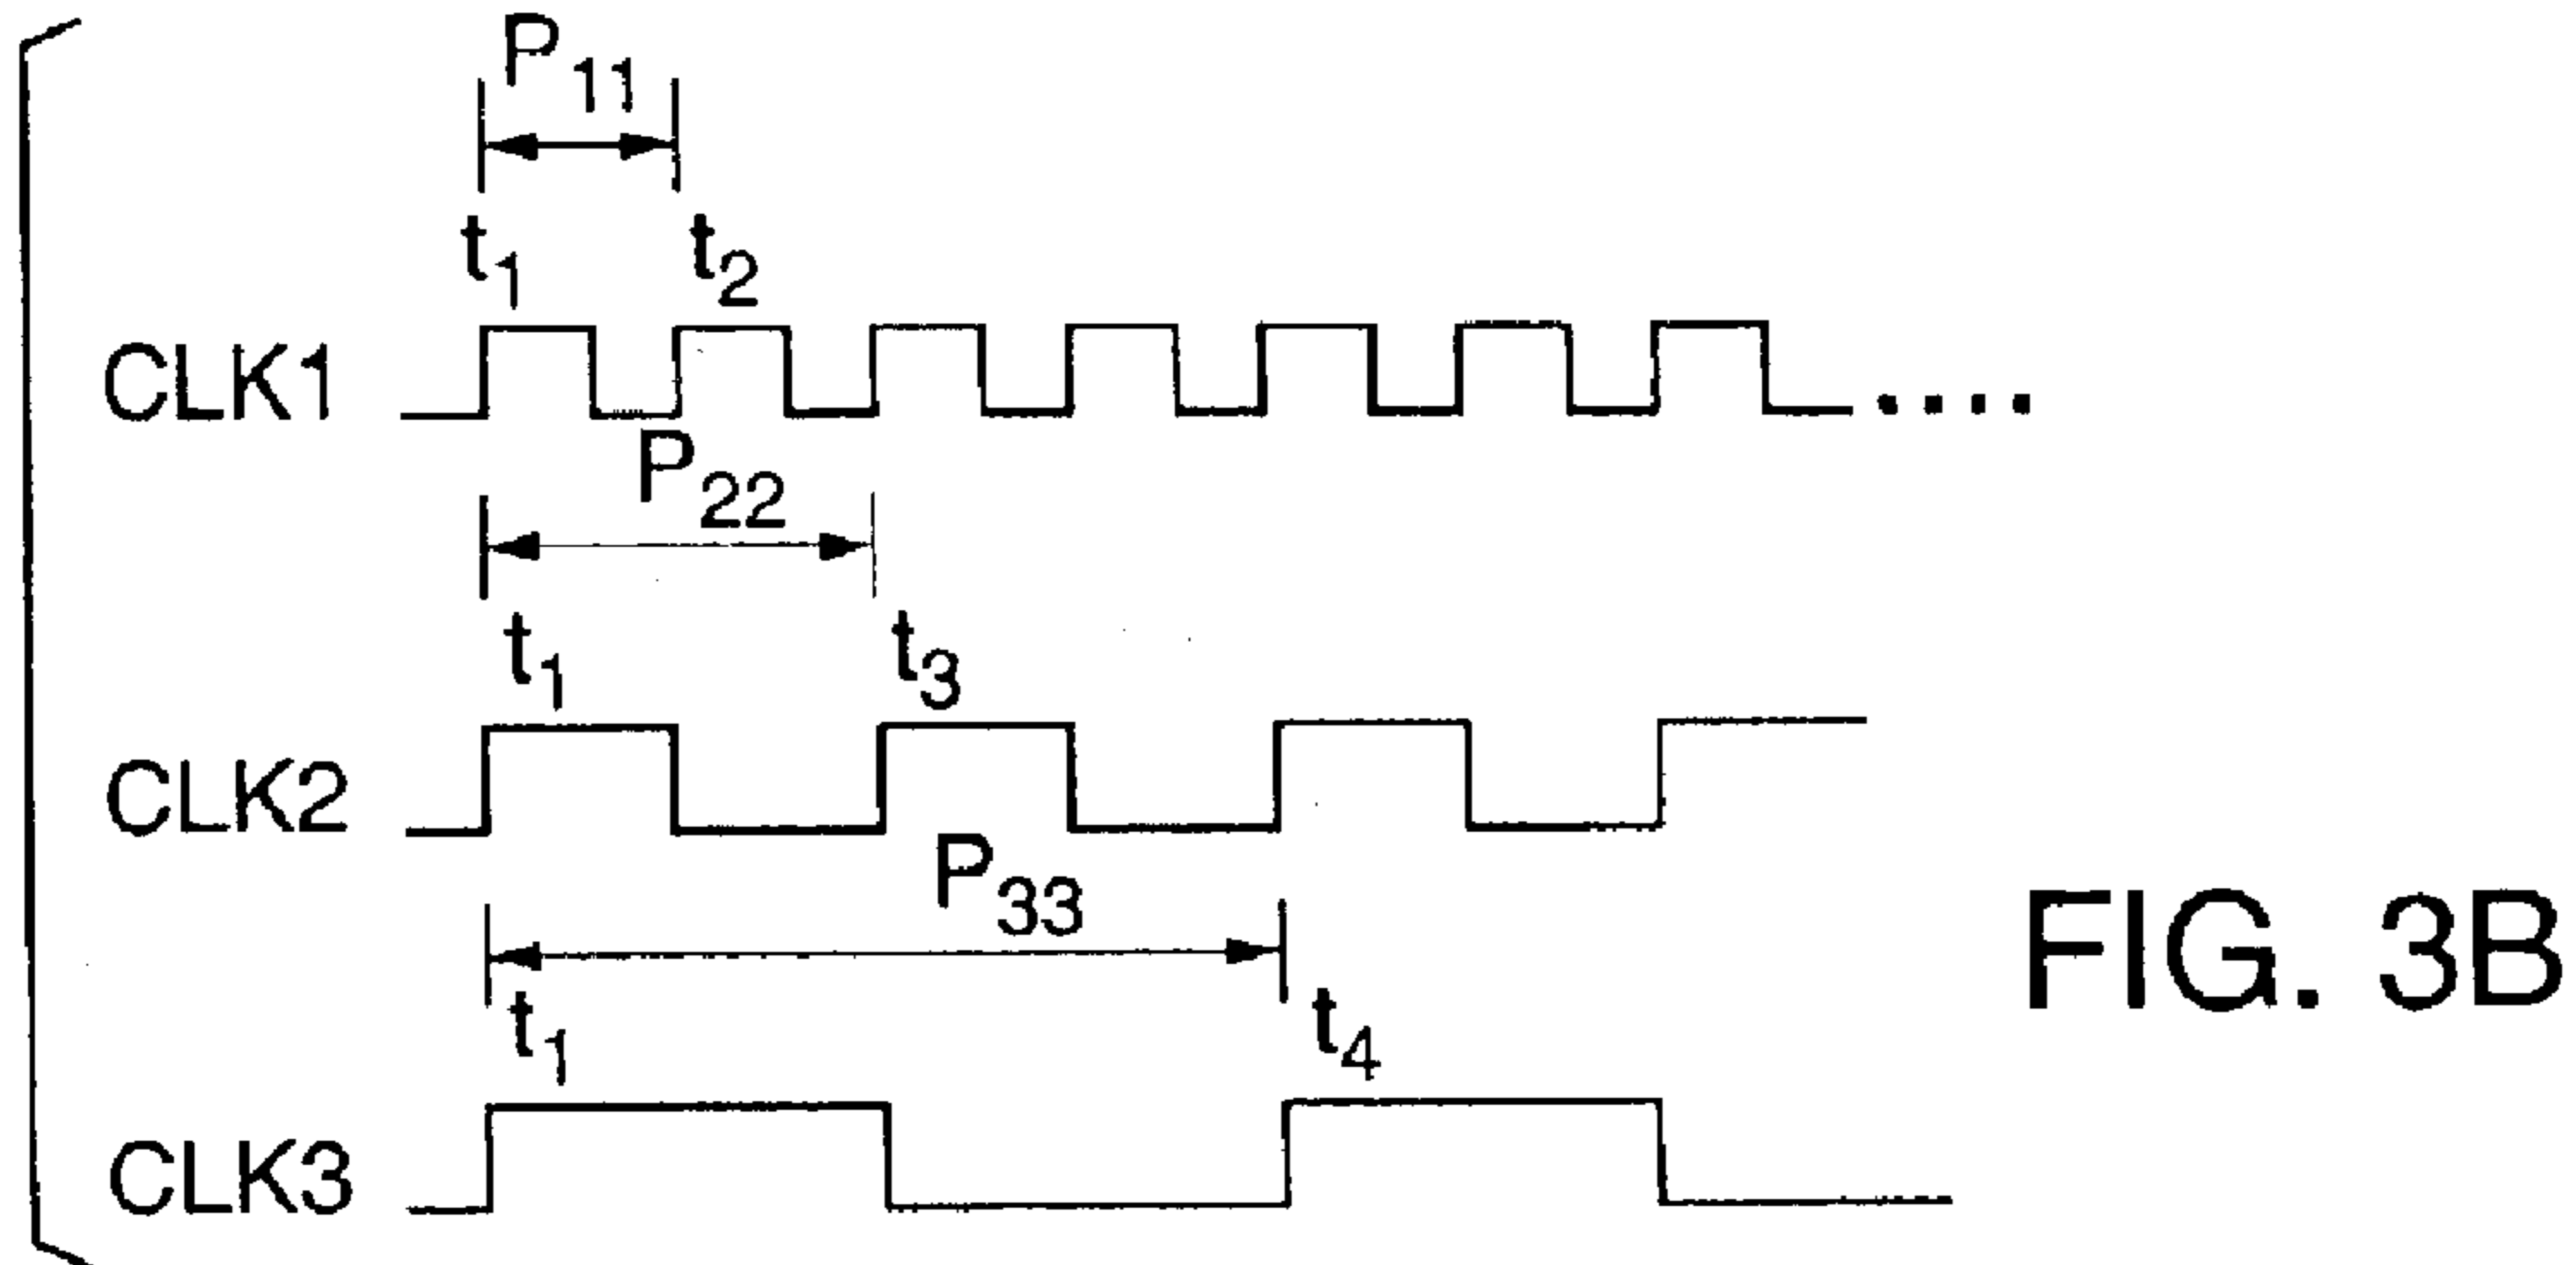 P11
t1 t2
CLK1
P22
t1 t3
CLK2
P33
t1 t4
CLK3
FIG. 3B